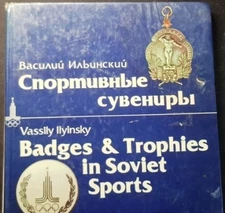 Василий Ильинский
Спортивные
сувениры
Vassily Ilyinsky
Badges & Trophies
in Soviet
Sports